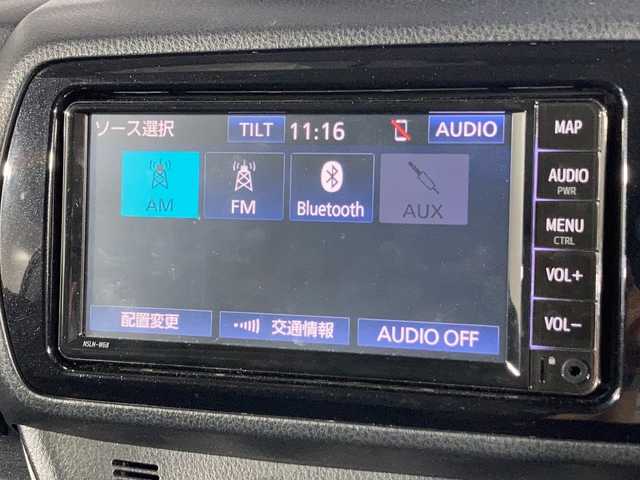 ソース選択 TILT 11:16 AUDIO
AM FM Bluetooth AUX
配置変更 交通情報 AUDIO OFF
NSLN-W68
MAP
AUDIO
PWR
MENU
CTRL
VOL+
VOL−